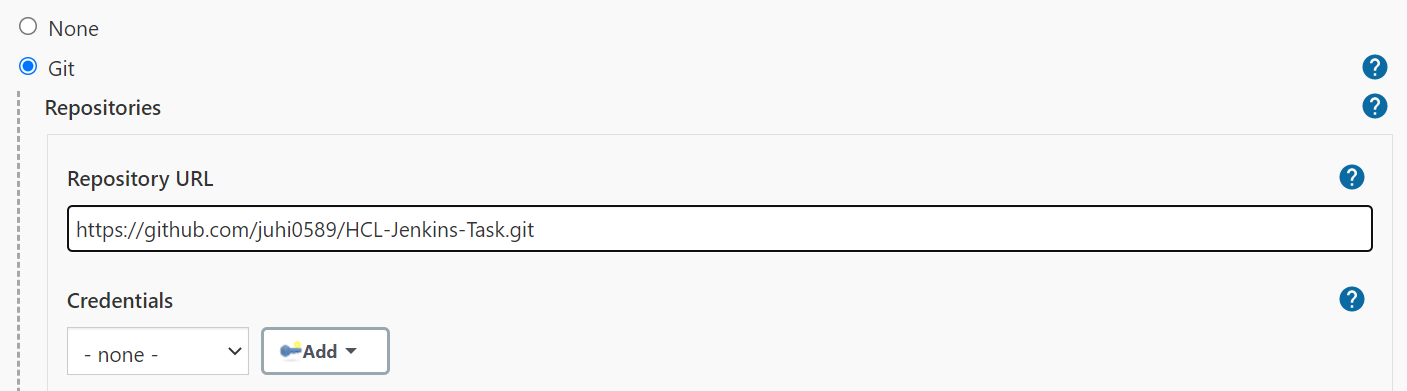 None
Git
?
Repositories
?
Repository URL
?
https://github.com/juhi0589/HCL-Jenkins-Task.git
Credentials
?
- none -
Add